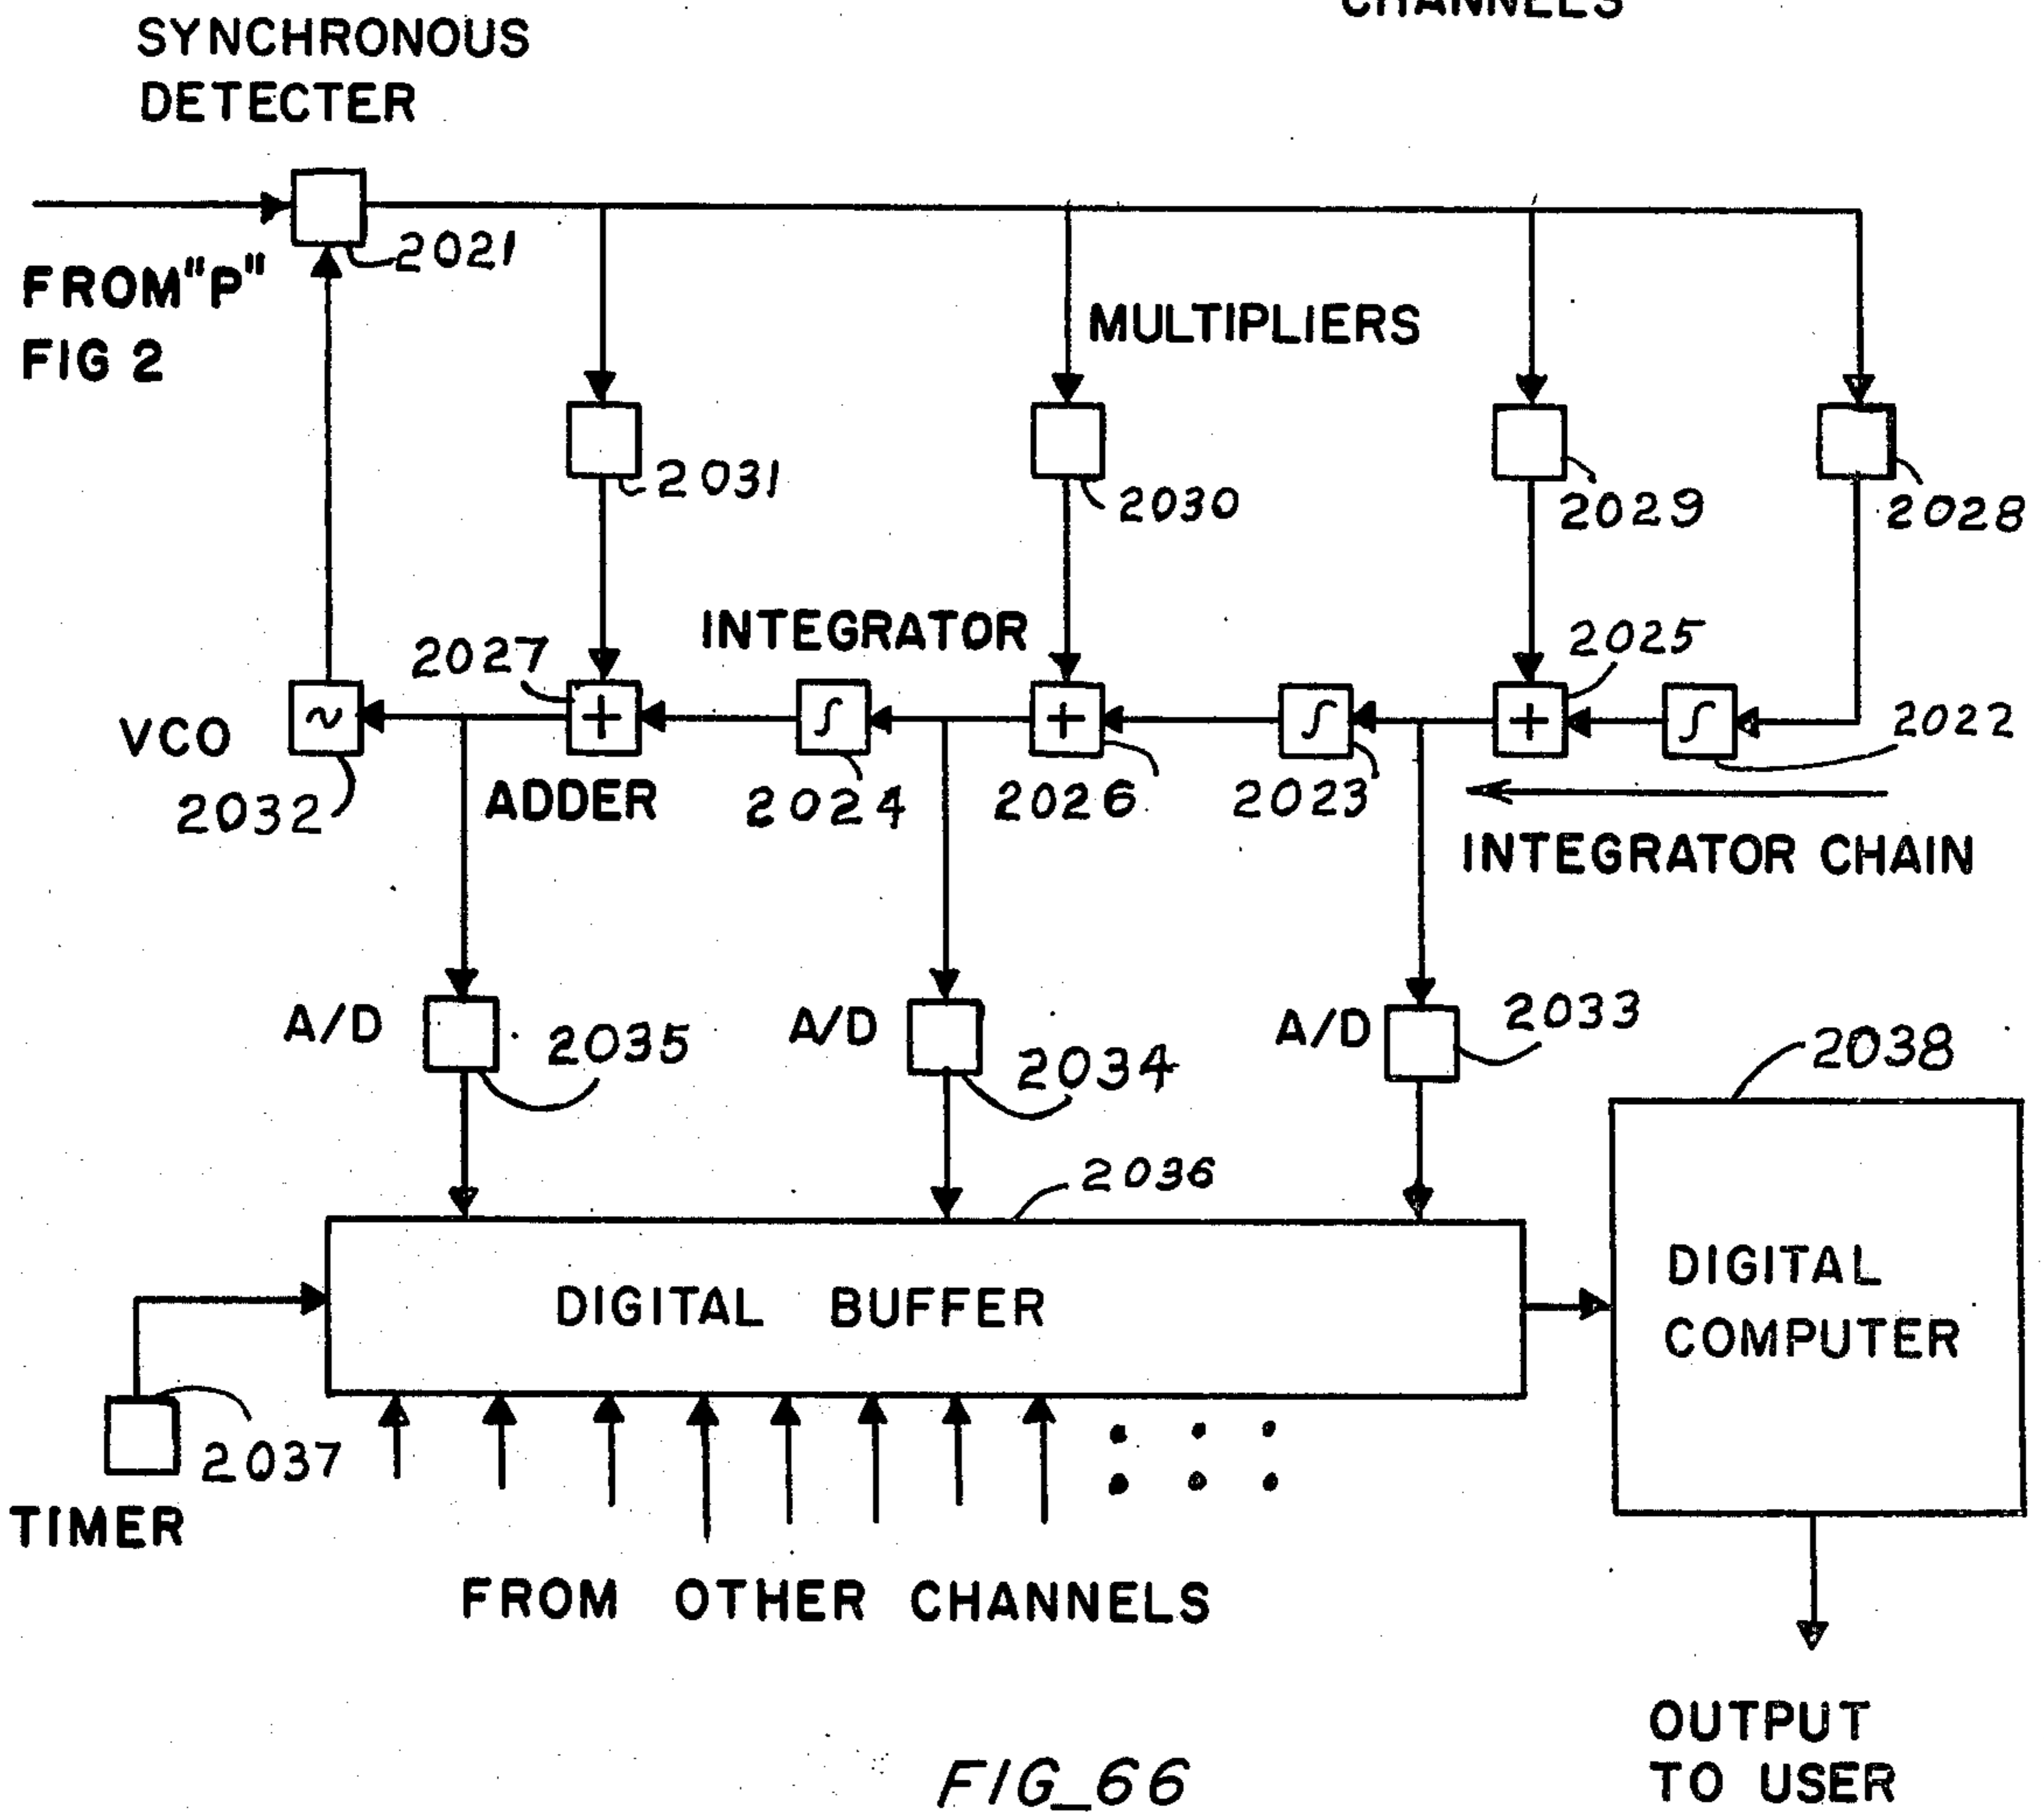 CHANNELS
SYNCHRONOUS
DETECTER
2021
FROM "P"
FIG 2
MULTIPLIERS
2031
2030
2029
2028
INTEGRATOR
2027
2025
2022
VCO
2032
ADDER
2024
2026
2023
INTEGRATOR CHAIN
A/D
2035
A/D
2034
A/D
2033
2038
2036
DIGITAL BUFFER
DIGITAL
COMPUTER
2037
TIMER
FROM OTHER CHANNELS
OUTPUT
TO USER
FIG_66